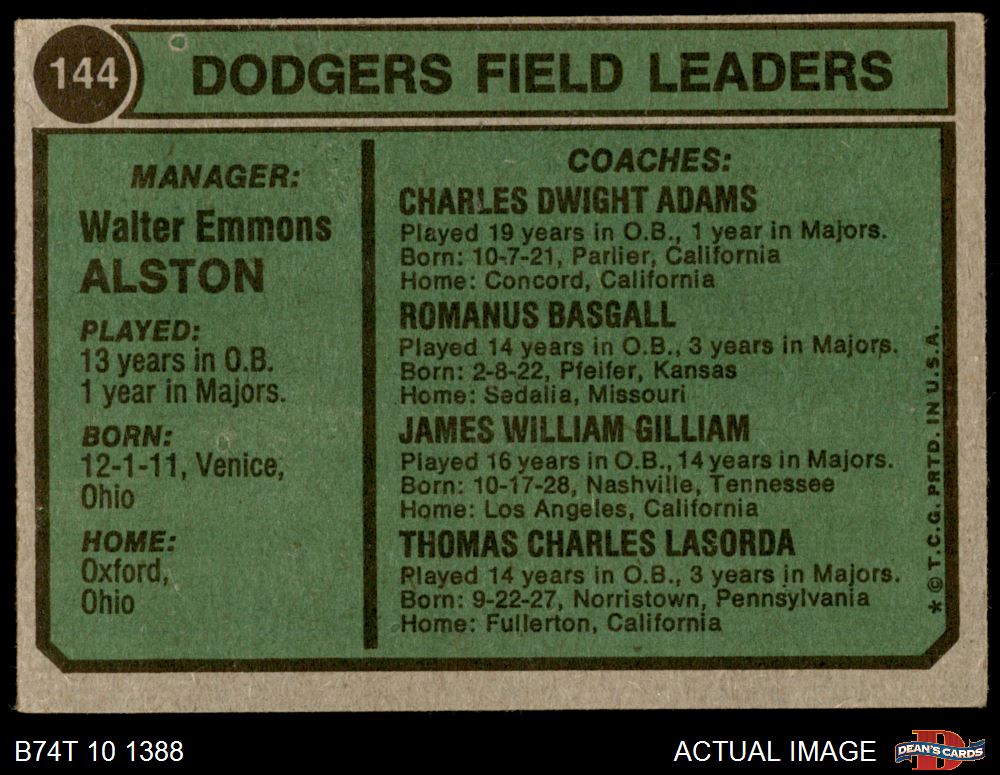 144
DODGERS FIELD LEADERS
MANAGER:
Walter Emmons
ALSTON
PLAYED:
13 years in O.B.
1 year in Majors.
BORN:
12-1-11, Venice,
Ohio
HOME:
Oxford,
Ohio
COACHES:
CHARLES DWIGHT ADAMS
Played 19 years in O.B., 1 year in Majors.
Born: 10-7-21, Parlier, California
Home: Concord, California
ROMANUS BASGALL
Played 14 years in O.B., 3 years in Majors.
Born: 2-8-22, Pfeifer, Kansas
Home: Sedalia, Missouri
JAMES WILLIAM GILLIAM
Played 16 years in O.B., 14 years in Majors.
Born: 10-17-28, Nashville, Tennessee
Home: Los Angeles, California
THOMAS CHARLES LASORDA
Played 14 years in O.B., 3 years in Majors.
Born: 9-22-27, Norristown, Pennsylvania
Home: Fullerton, California
* © T.C.G. PRTD. IN U.S.A.
B74T 10 1388
ACTUAL IMAGE
DEAN'S CARDS